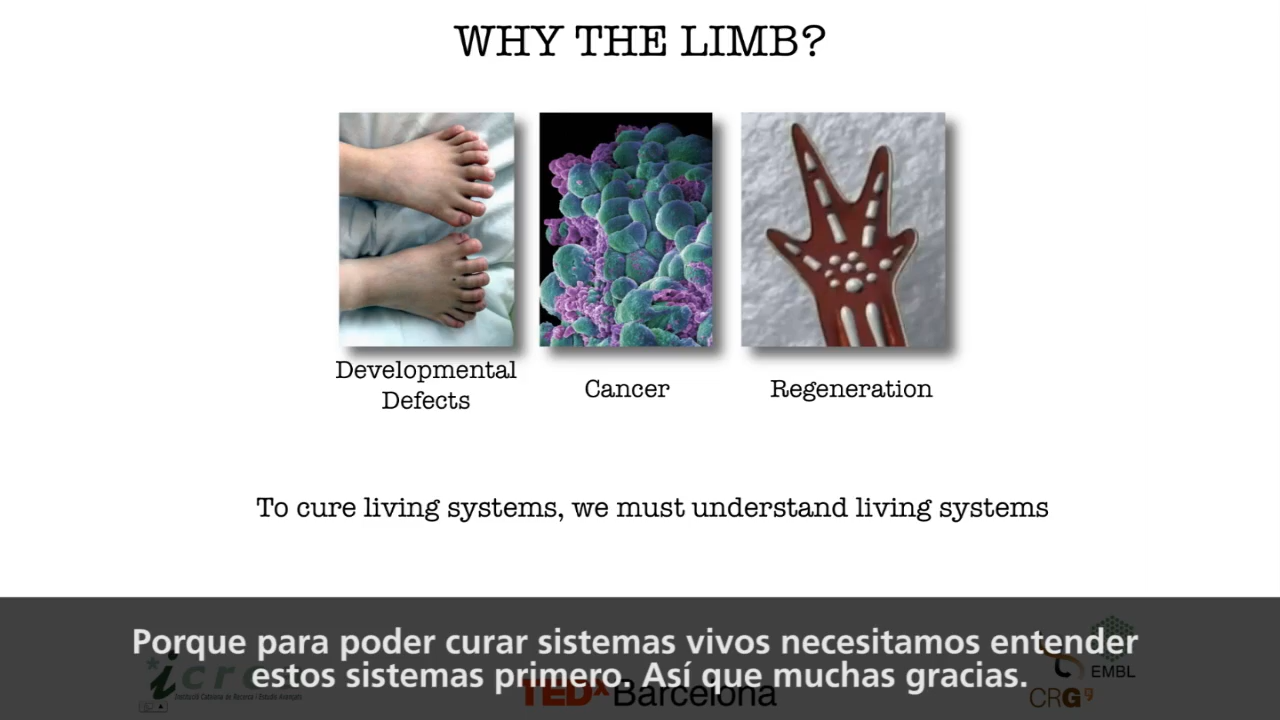 WHY THE LIMB?
Developmental
Defects
Cancer
Regeneration
To cure living systems, we must understand living systems
Porque para poder curar sistemas vivos necesitamos entender
estos sistemas primero. Así que muchas gracias.
*icre
TEDx Barcelona
EMBL
CRG